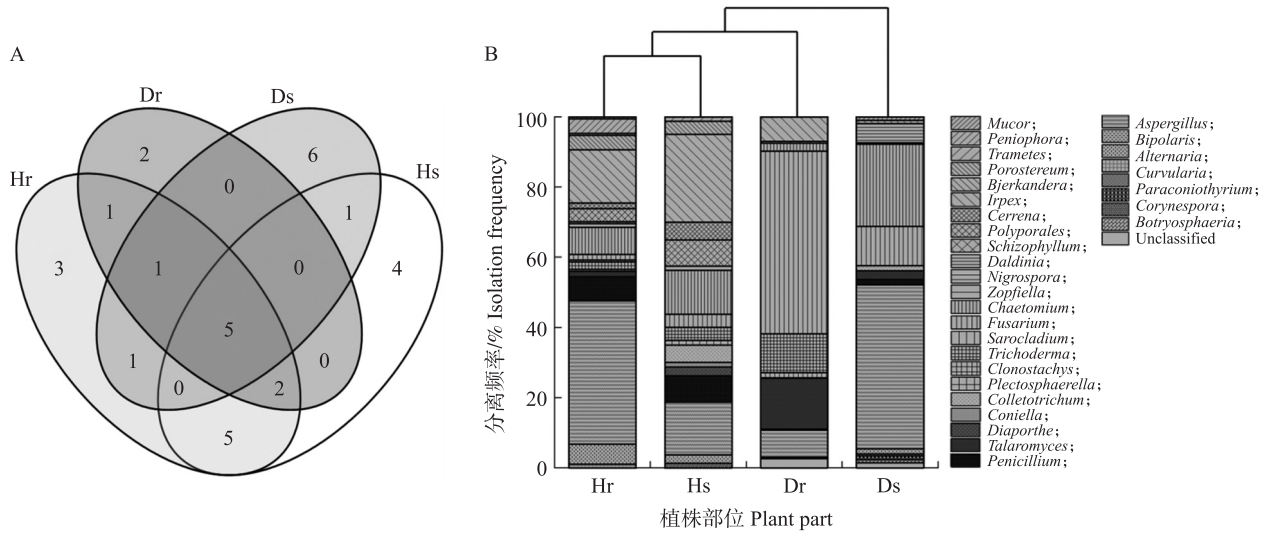 A
Dr
Ds
Hr
Hs
2
6
0
1
1
3
1
0
4
5
1
0
0
2
5
B
100
80
60
40
20
0
分离频率/% Isolation frequency
Hr
Hs
Dr
Ds
植株部位 Plant part
Mucor;
Peniophora;
Trametes;
Porostereum;
Bjerkandera;
Irpex;
Cerrena;
Polyporales;
Schizophyllum;
Daldinia;
Nigrospora;
Zopfiella;
Chaetomium;
Fusarium;
Sarocladium;
Trichoderma;
Clonostachys;
Plectosphaerella;
Colletotrichum;
Coniella;
Diaporthe;
Talaromyces;
Penicillium;
Aspergillus;
Bipolaris;
Alternaria;
Curvularia;
Paraconiothyrium;
Corynespora;
Botryosphaeria;
Unclassified